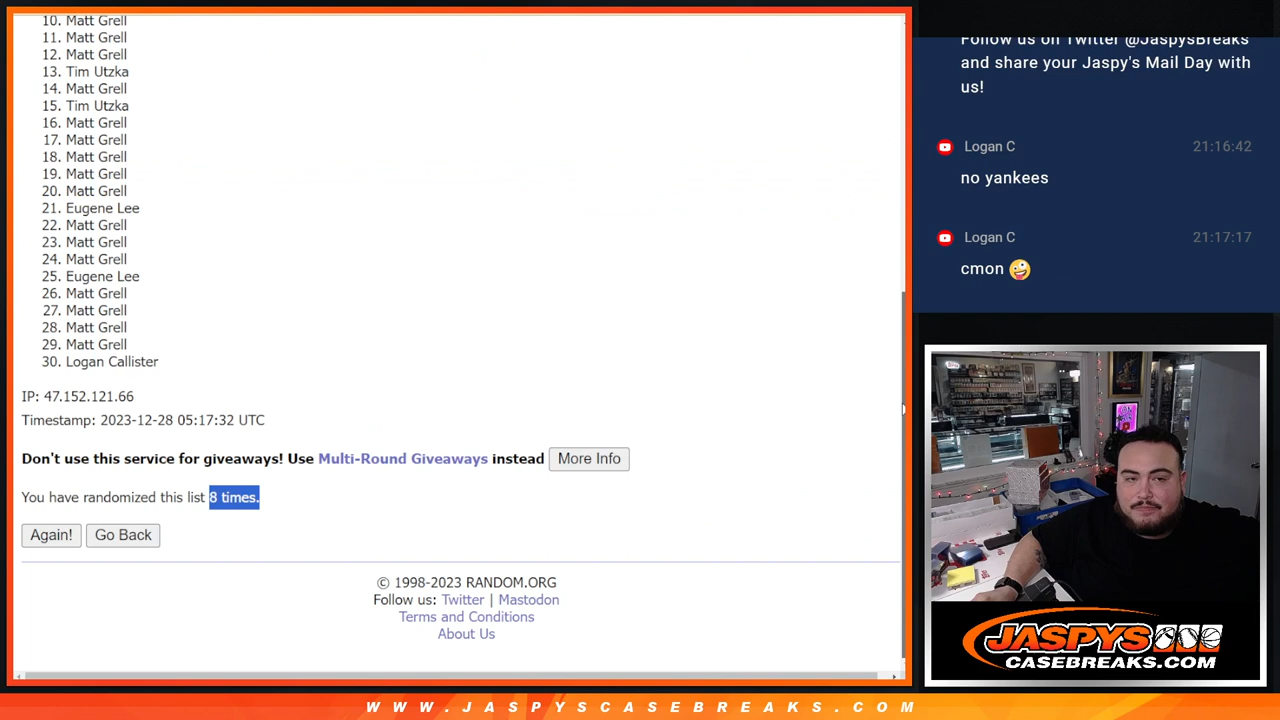 10. Matt Grell
11. Matt Grell
12. Matt Grell
13. Tim Utzka
14. Matt Grell
15. Tim Utzka
16. Matt Grell
17. Matt Grell
18. Matt Grell
19. Matt Grell
20. Matt Grell
21. Eugene Lee
22. Matt Grell
23. Matt Grell
24. Matt Grell
25. Eugene Lee
26. Matt Grell
27. Matt Grell
28. Matt Grell
29. Matt Grell
30. Logan Callister
IP: 47.152.121.66
Timestamp: 2023-12-28 05:17:32 UTC
Don't use this service for giveaways! Use Multi-Round Giveaways instead More Info
You have randomized this list 8 times.
Again! Go Back
© 1998-2023 RANDOM.ORG
Follow us: Twitter | Mastodon
Terms and Conditions
About Us
Follow us on Twitter @JaspysBreaks
and share your Jaspy's Mail Day with
us!
Logan C 21:16:42
no yankees
Logan C 21:17:17
cmon 🤪
JASPYS
CASEBREAKS.COM
WWW.JASPYSCASEBREAKS.COM